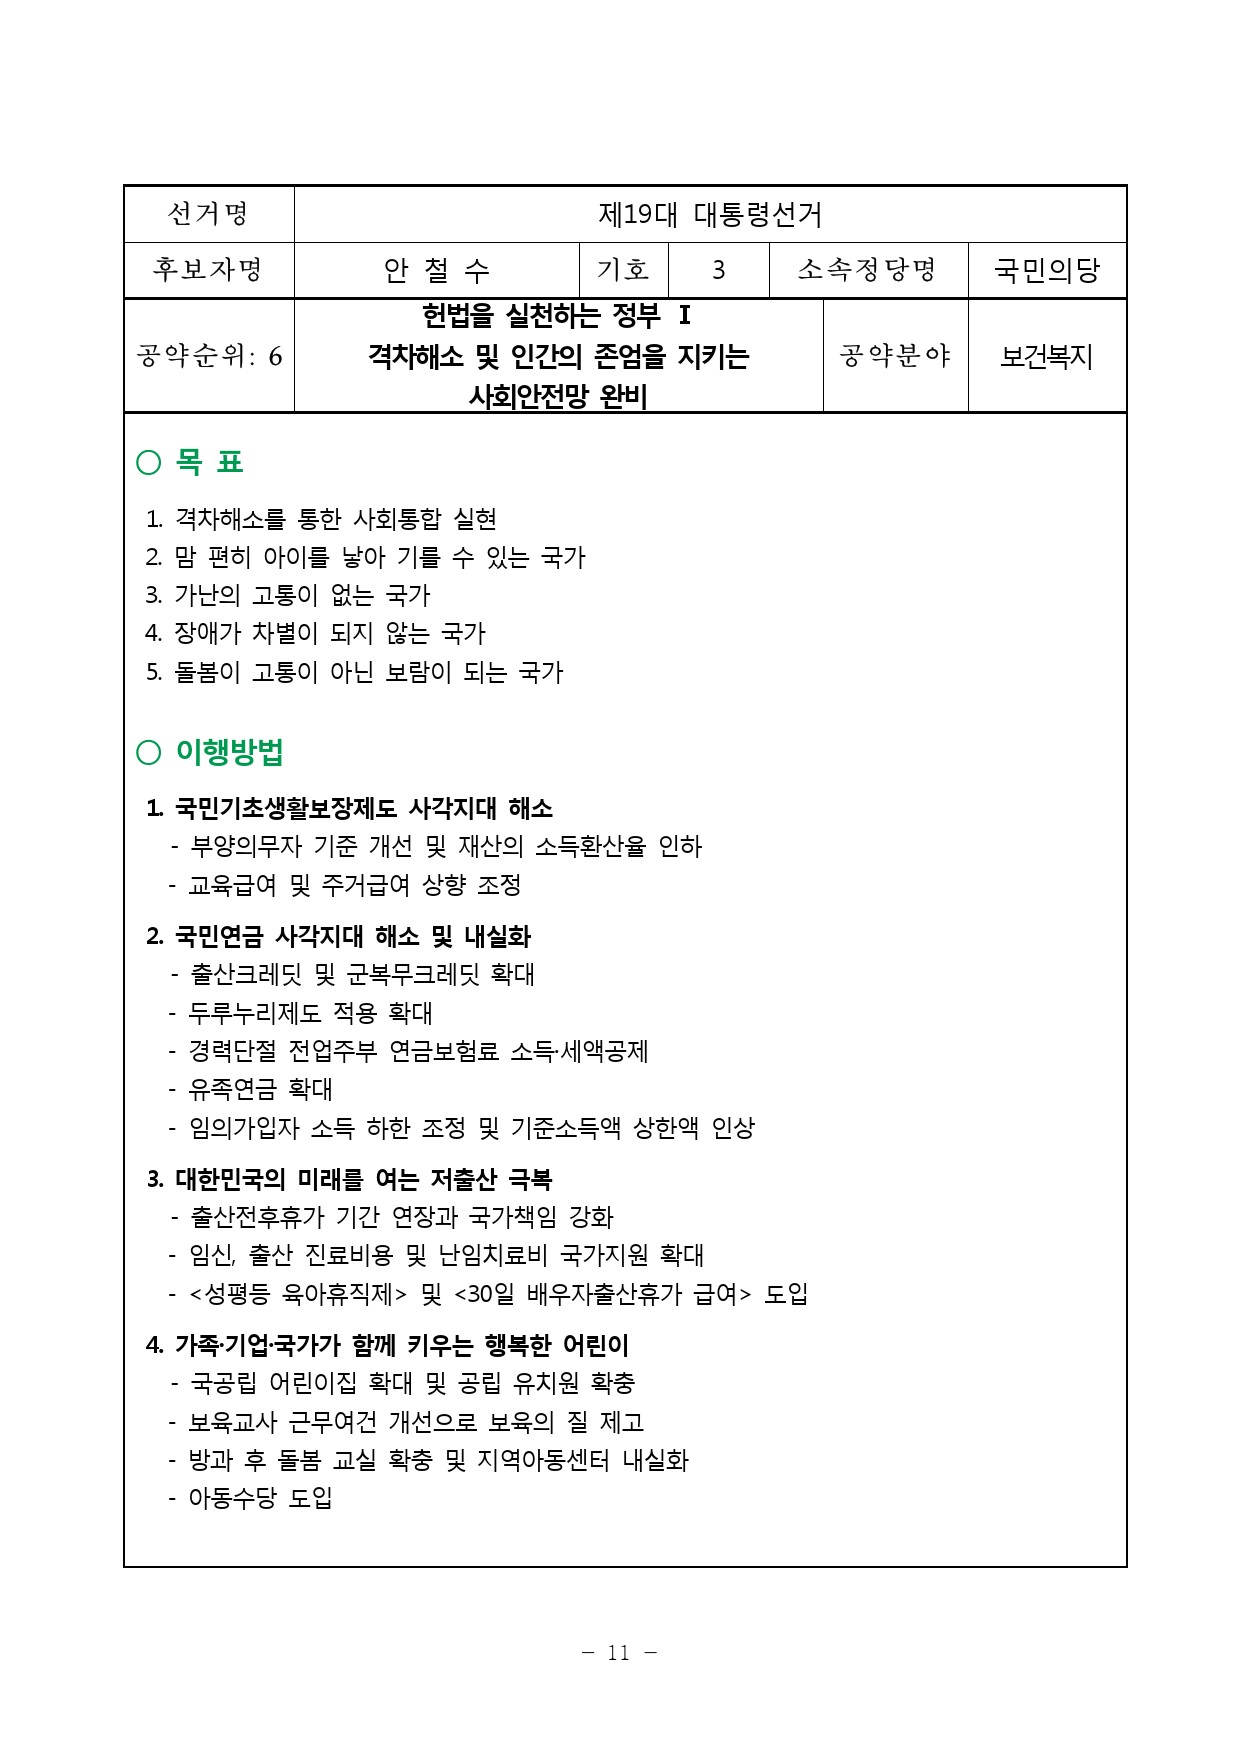 선거명 제19대 대통령선거
후보자명 안 철 수 기호 3 소속정당명 국민의당
공약순위: 6
헌법을 실천하는 정부 Ⅰ
격차해소 및 인간의 존엄을 지키는
사회안전망 완비
공약분야 보건복지
○ 목 표
1. 격차해소를 통한 사회통합 실현
2. 맘 편히 아이를 낳아 기를 수 있는 국가
3. 가난의 고통이 없는 국가
4. 장애가 차별이 되지 않는 국가
5. 돌봄이 고통이 아닌 보람이 되는 국가
○ 이행방법
1. 국민기초생활보장제도 사각지대 해소
- 부양의무자 기준 개선 및 재산의 소득환산율 인하
- 교육급여 및 주거급여 상향 조정
2. 국민연금 사각지대 해소 및 내실화
- 출산크레딧 및 군복무크레딧 확대
- 두루누리제도 적용 확대
- 경력단절 전업주부 연금보험료 소득·세액공제
- 유족연금 확대
- 임의가입자 소득 하한 조정 및 기준소득액 상한액 인상
3. 대한민국의 미래를 여는 저출산 극복
- 출산전후휴가 기간 연장과 국가책임 강화
- 임신, 출산 진료비용 및 난임치료비 국가지원 확대
- <성평등 육아휴직제> 및 <30일 배우자출산휴가 급여> 도입
4. 가족·기업·국가가 함께 키우는 행복한 어린이
- 국공립 어린이집 확대 및 공립 유치원 확충
- 보육교사 근무여건 개선으로 보육의 질 제고
- 방과 후 돌봄 교실 확충 및 지역아동센터 내실화
- 아동수당 도입
- 11 -